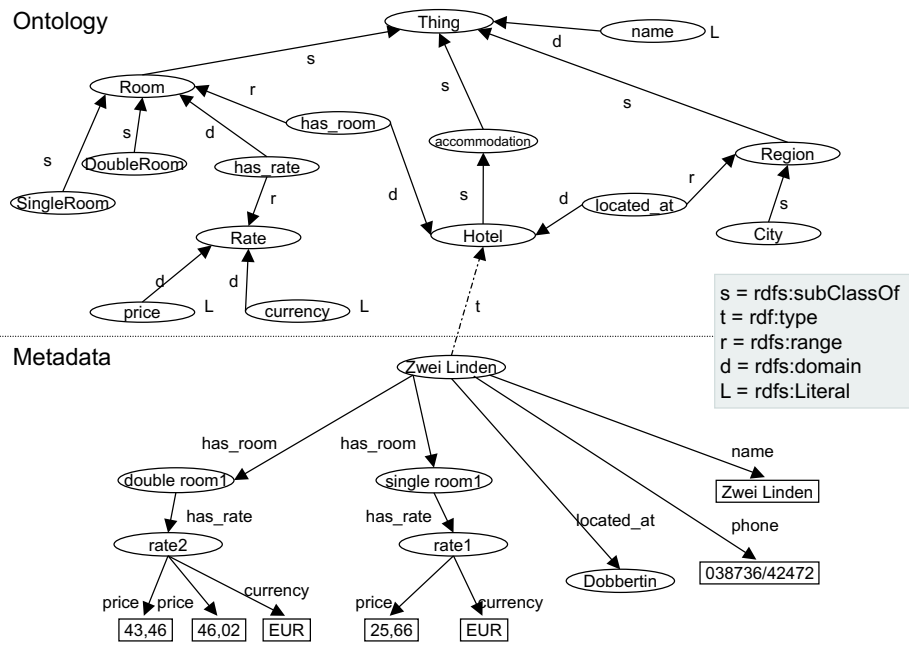 Ontology
Thing
name
L
d
s
Room
r
s
s
has_room
accommodation
s
d
s
DoubleRoom
has_rate
Region
s
SingleRoom
r
d
s
d
located_at
r
s
Rate
Hotel
City
d
d
price
L
currency
L
t
s = rdfs:subClassOf
t = rdf:type
r = rdfs:range
d = rdfs:domain
L = rdfs:Literal
Metadata
Zwei Linden
has_room
has_room
name
double room1
single room1
Zwei Linden
has_rate
has_rate
located_at
phone
rate2
rate1
Dobbertin
038736/42472
price
price
currency
price
currency
43,46
46,02
EUR
25,66
EUR